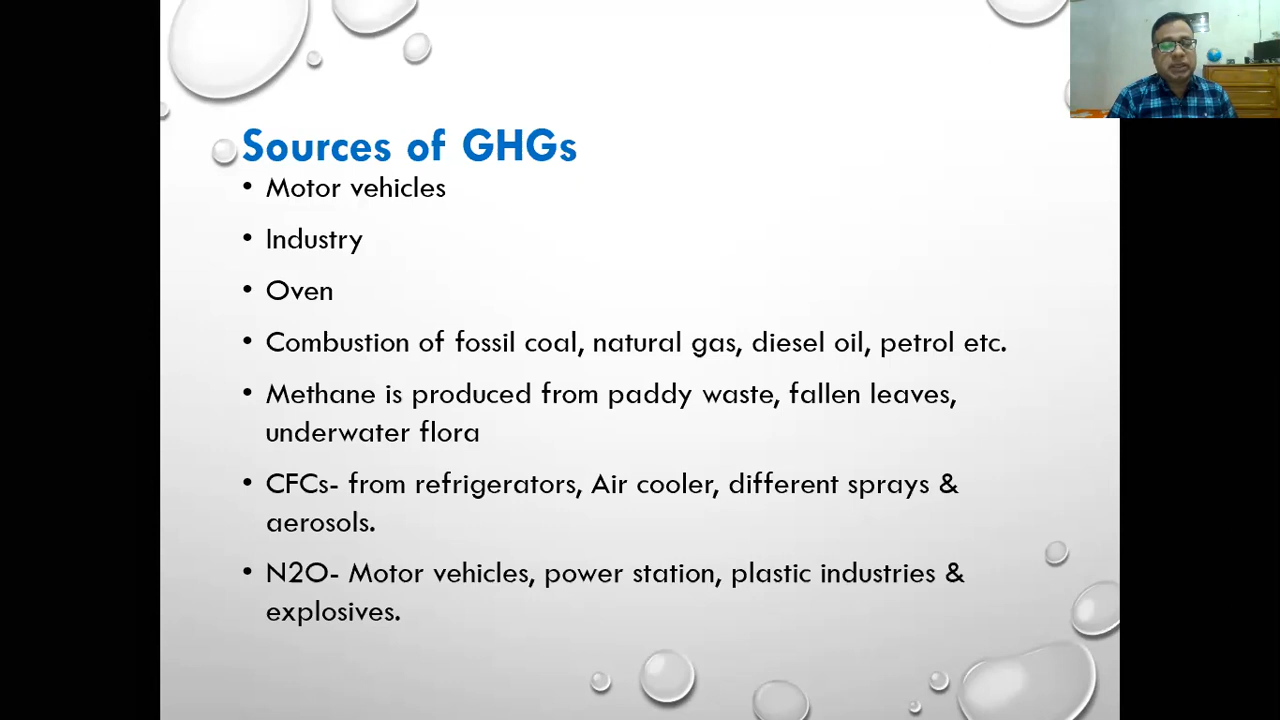 Sources of GHGs
• Motor vehicles
• Industry
• Oven
• Combustion of fossil coal, natural gas, diesel oil, petrol etc.
• Methane is produced from paddy waste, fallen leaves,
underwater flora
• CFCs- from refrigerators, Air cooler, different sprays &
aerosols.
• N2O- Motor vehicles, power station, plastic industries &
explosives.